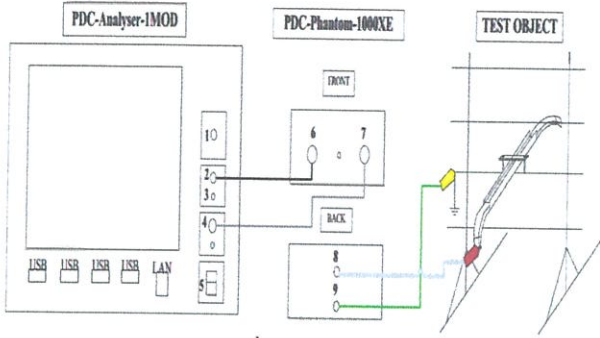 PDC-Analyser-1MOD
PDC-Phantom-1000XE
TEST OBJECT
FRONT
1
2
3
4
5
6
7
BACK
8
9
USB
USB
USB
USB
LAN